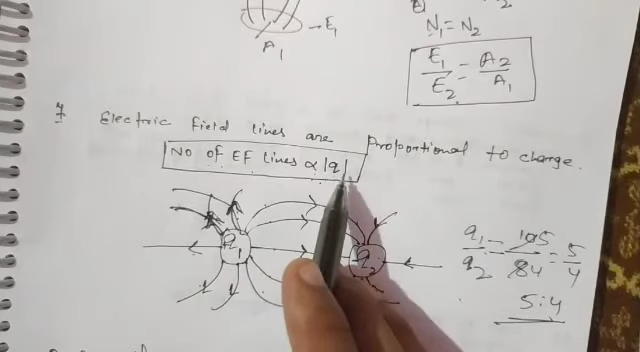 →E₁
A₁
N₁ = N₂
E₁/E₂ = A₂/A₁
7 Electric field lines are proportional to charge.
No of EF lines ∝ |q|
q₁
q₂
q₁/q₂ = 105/84 = 5/4
5:4